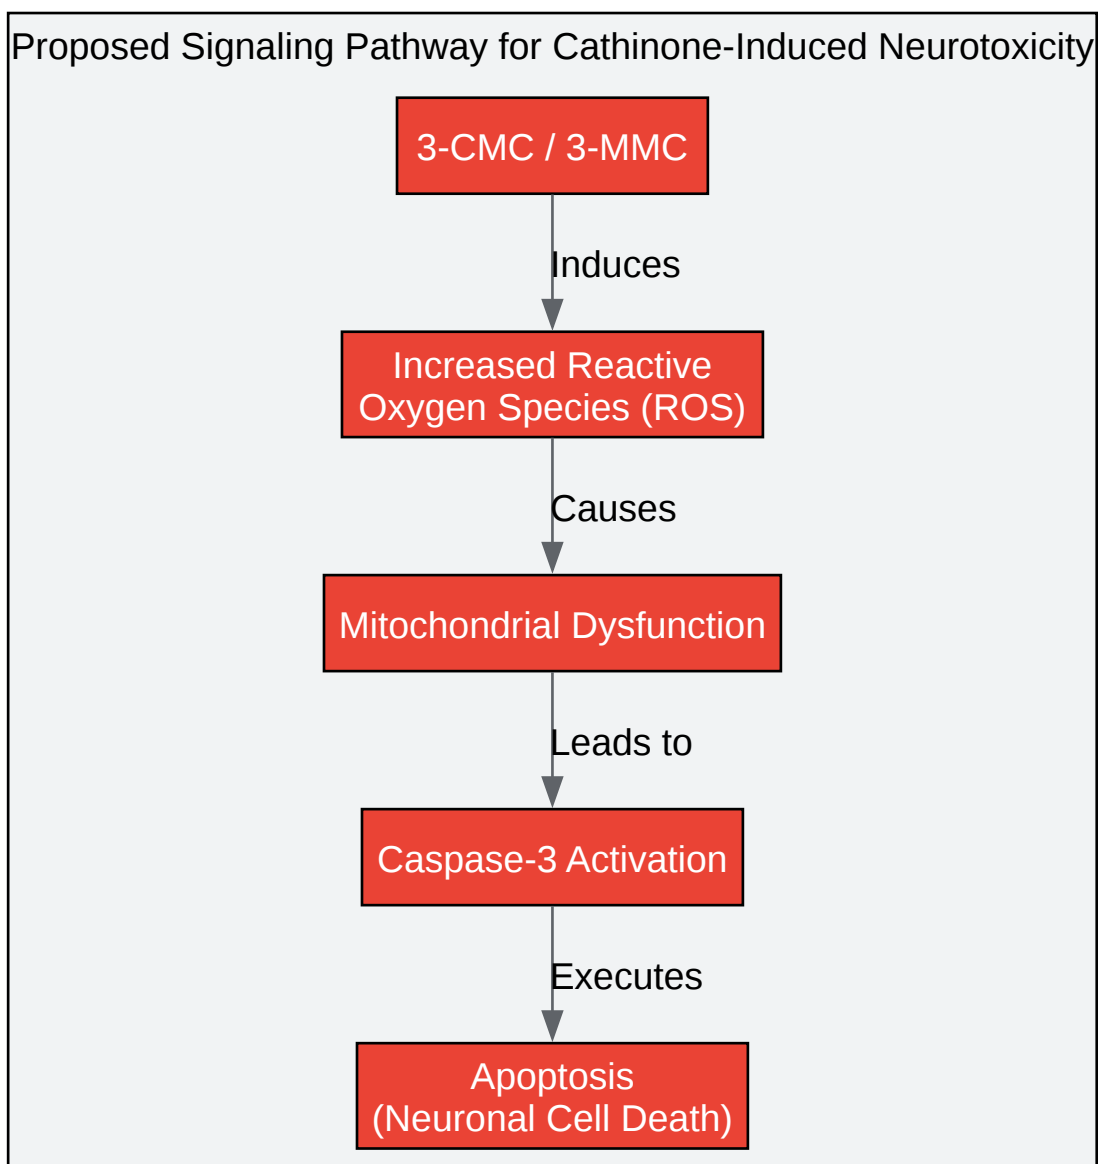 Proposed Signaling Pathway for Cathinone-Induced Neurotoxicity
3-CMC / 3-MMC
Induces
Increased Reactive
Oxygen Species (ROS)
Causes
Mitochondrial Dysfunction
Leads to
Caspase-3 Activation
Executes
Apoptosis
(Neuronal Cell Death)